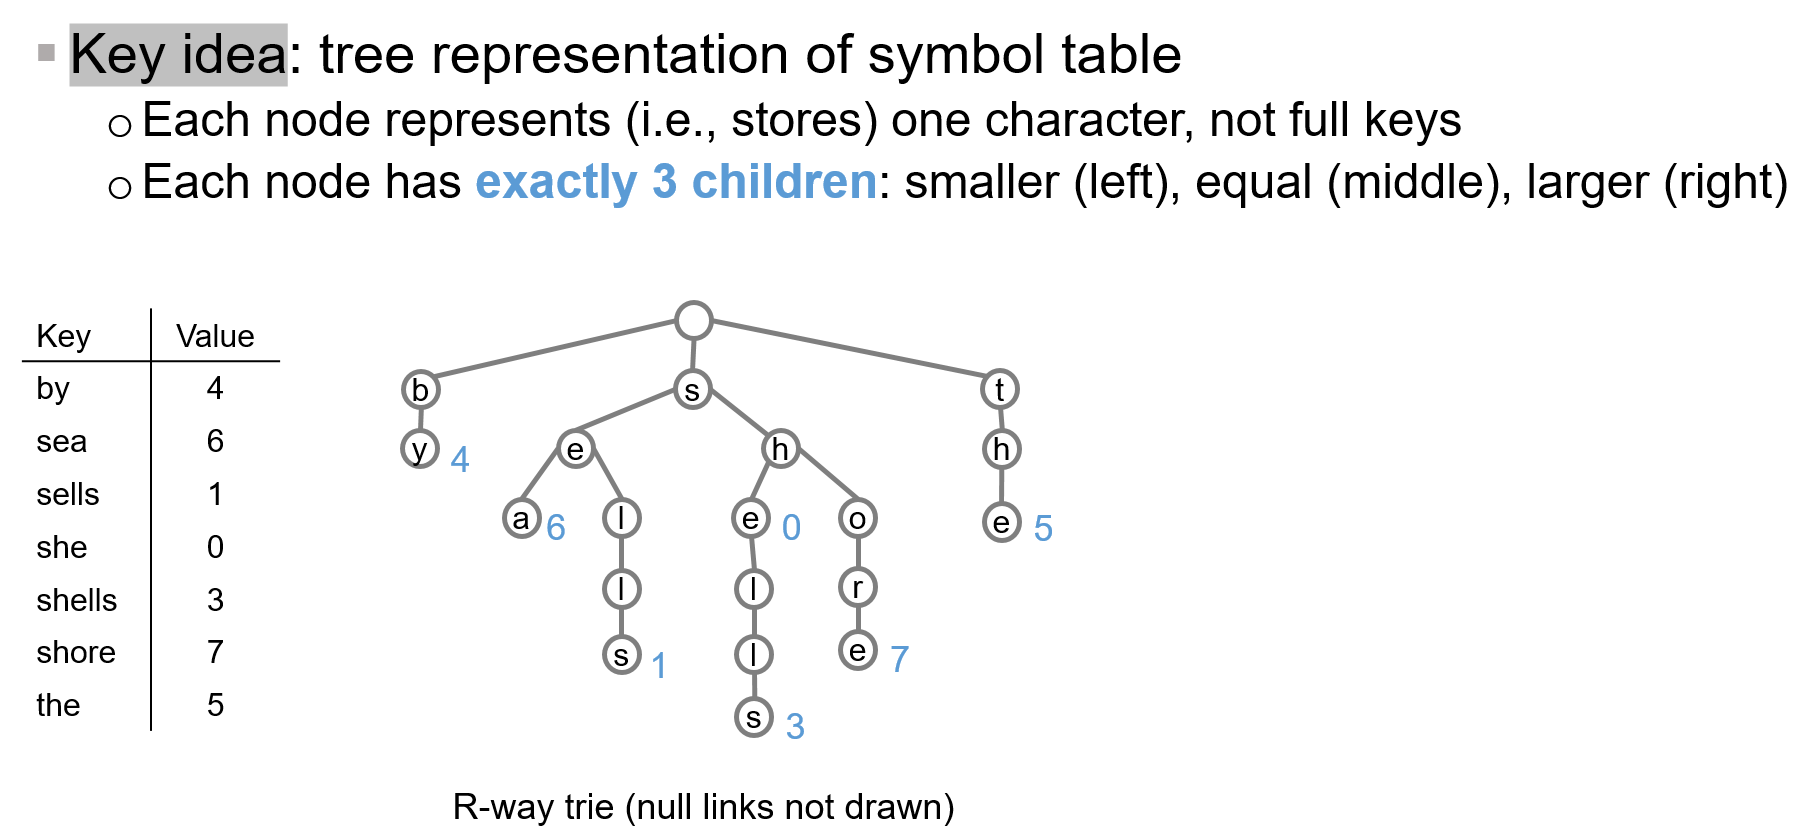 Key idea: tree representation of symbol table
Each node represents (i.e., stores) one character, not full keys
Each node has exactly 3 children: smaller (left), equal (middle), larger (right)
Key Value
by 4
sea 6
sells 1
she 0
shells 3
shore 7
the 5
b s t
y 4 e h h
a 6 l e 0 o e 5
l l r
s 1 l e 7
s 3
R-way trie (null links not drawn)